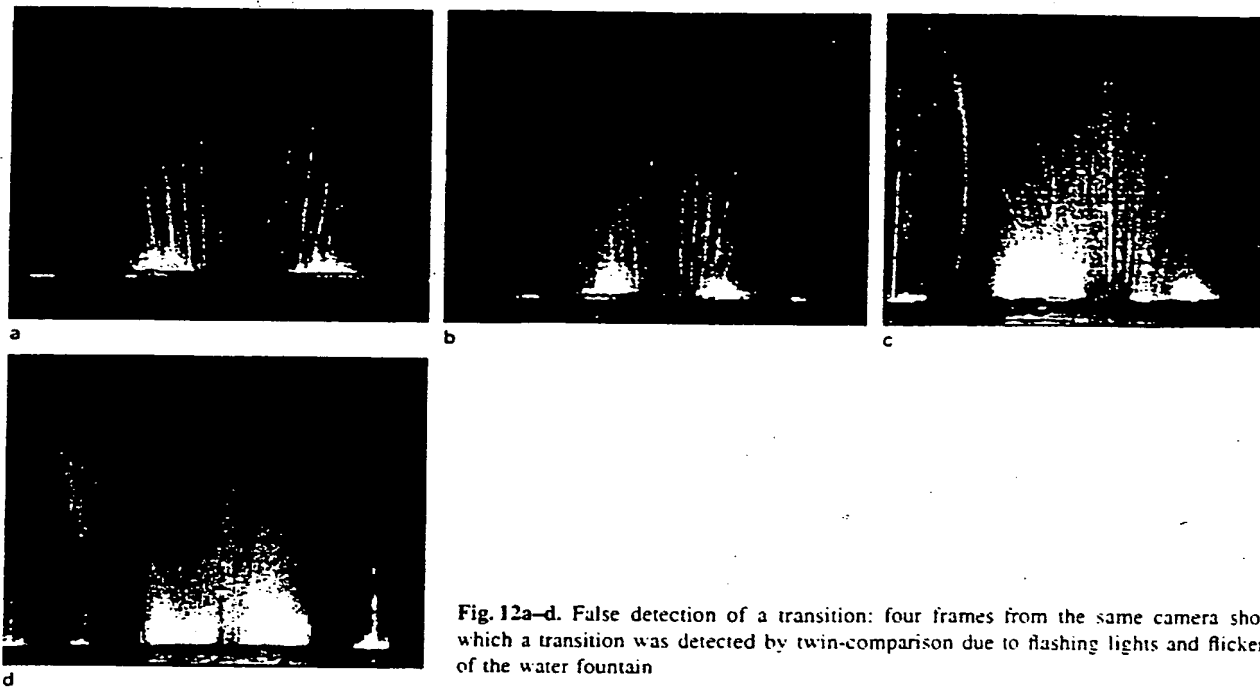 a
b
c
d
Fig. 12a–d. False detection of a transition: four frames from the same camera sho
which a transition was detected by twin-comparison due to flashing lights and flicker
of the water fountain